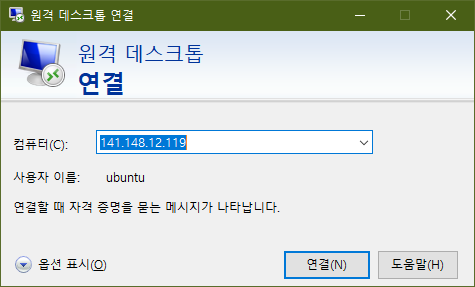 원격 데스크톱 연결
원격 데스크톱
연결
컴퓨터(C): 141.148.12.119
사용자 이름: ubuntu
연결할 때 자격 증명을 묻는 메시지가 나타납니다.
옵션 표시(O) 연결(N) 도움말(H)